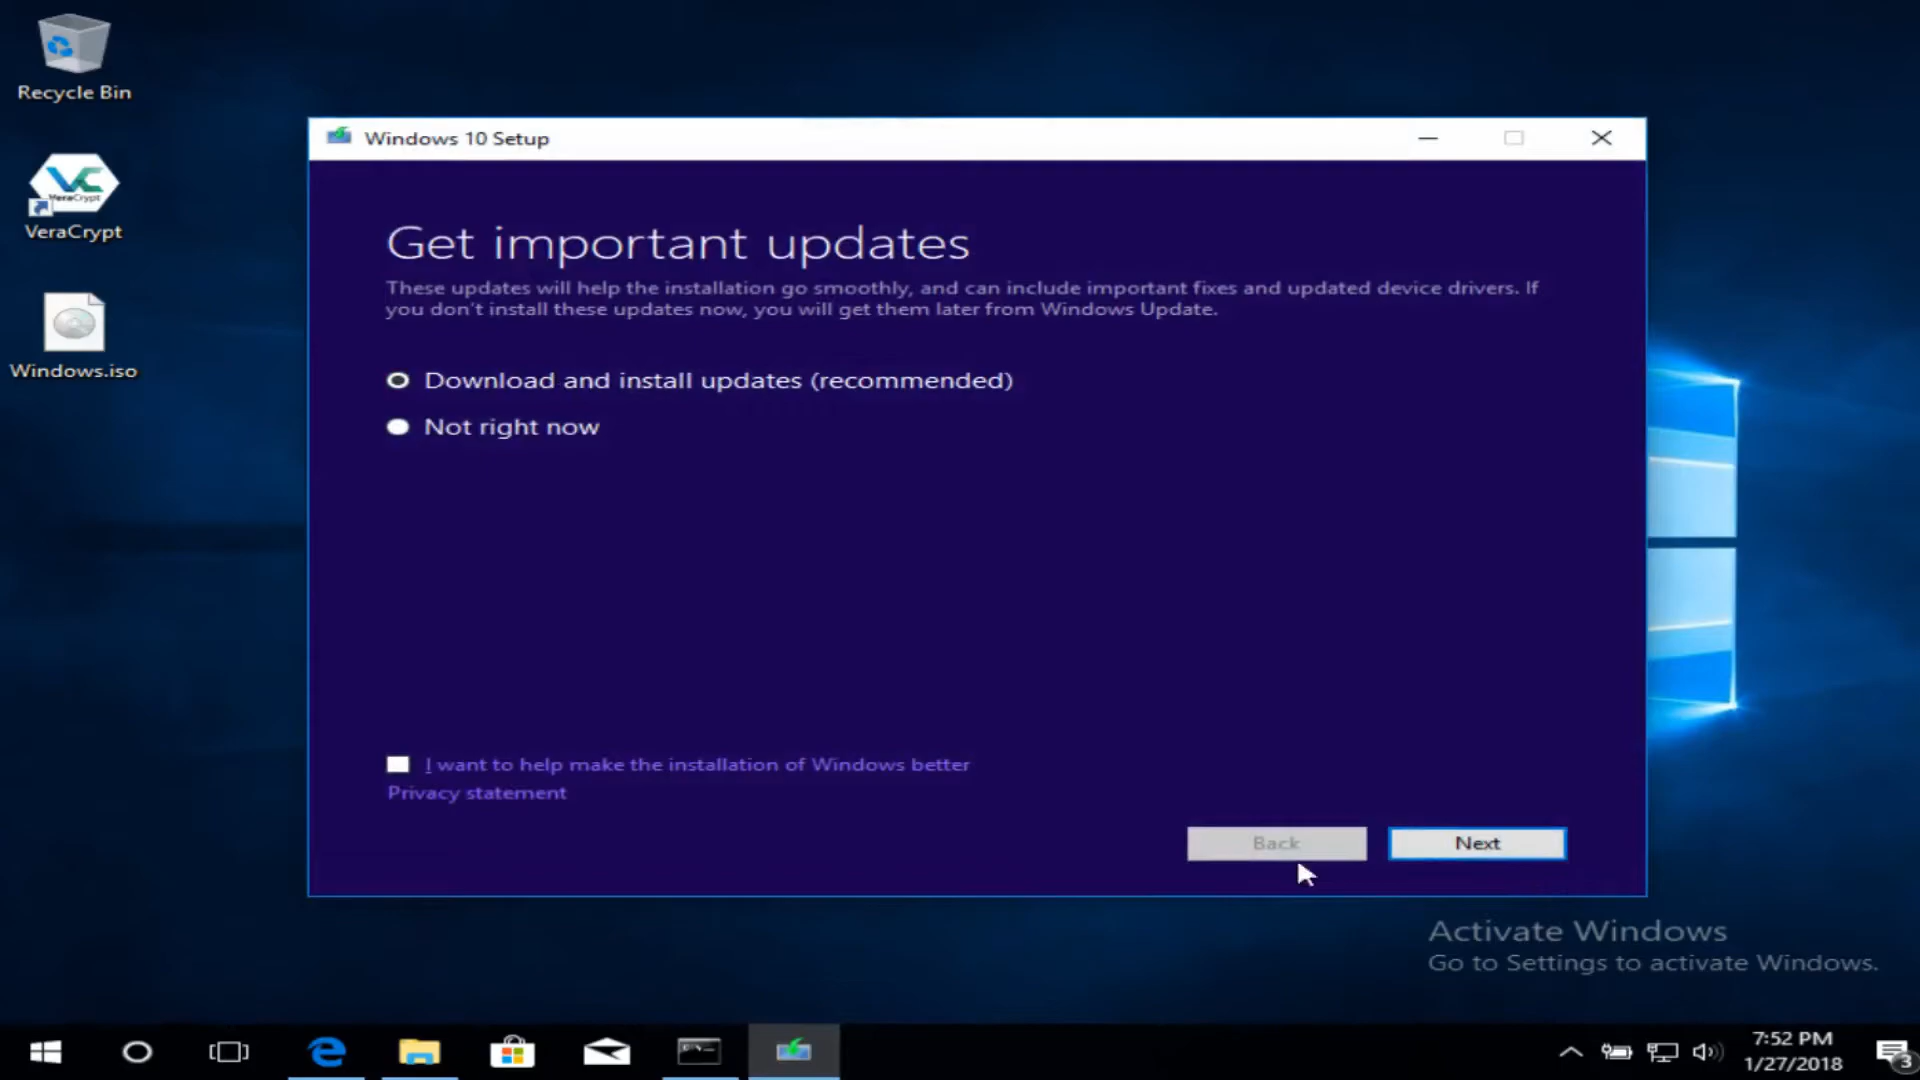 Recycle Bin
VeraCrypt
VeraCrypt
Windows.iso
Windows 10 Setup
Get important updates
These updates will help the installation go smoothly, and can include important fixes and updated device drivers. If
you don't install these updates now, you will get them later from Windows Update.
Download and install updates (recommended)
Not right now
I want to help make the installation of Windows better
Privacy statement
Back
Next
Activate Windows
Go to Settings to activate Windows.
7:52 PM
1/27/2018
3